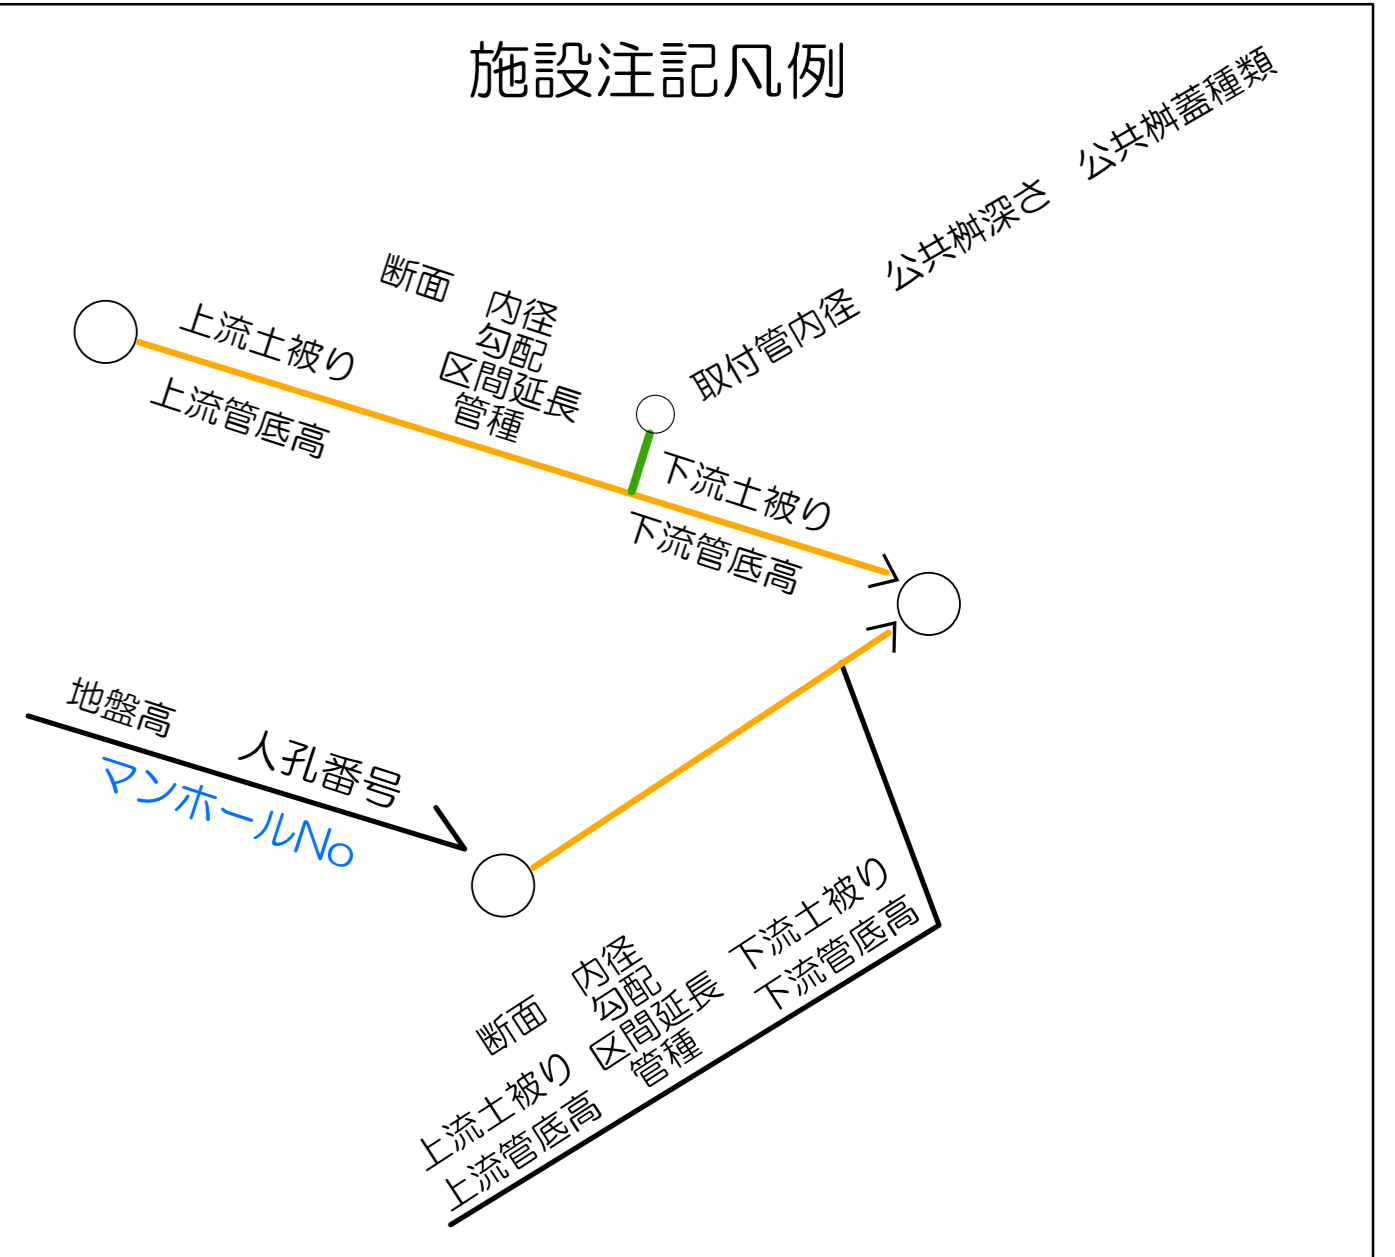 施設注記凡例
取付管内径　公共桝深さ　公共桝蓋種類
断面　内径
勾配
区間延長
管種
上流土被り
上流管底高
下流土被り
下流管底高
地盤高　人孔番号
マンホールNo
断面　内径
勾配
上流土被り 区間延長 下流土被り
上流管底高 管種 下流管底高